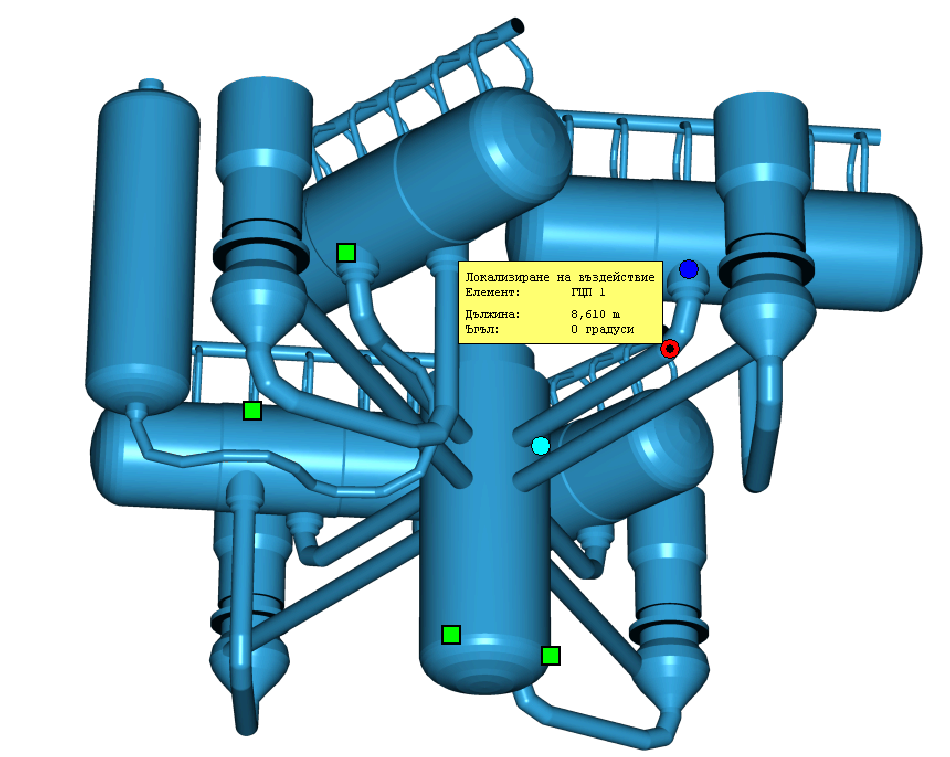 Локализиране на въздействие
Елемент: ГЦП 1
Дължина: 8,610 m
Ъгъл: 0 градуси